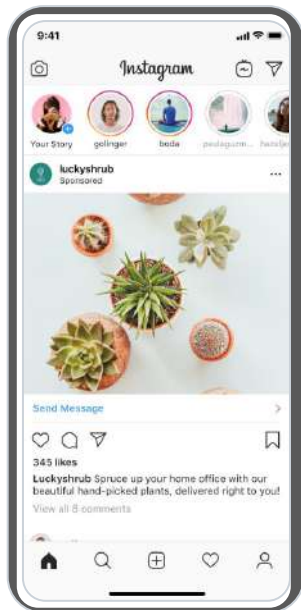 9:41
Instagram
Your Story golinger boda paulaguzm...
luckyshrub
Sponsored
Send Message
345 likes
Luckyshrub Spruce up your home office with our
beautiful hand-picked plants, delivered right to you!
View all 8 comments